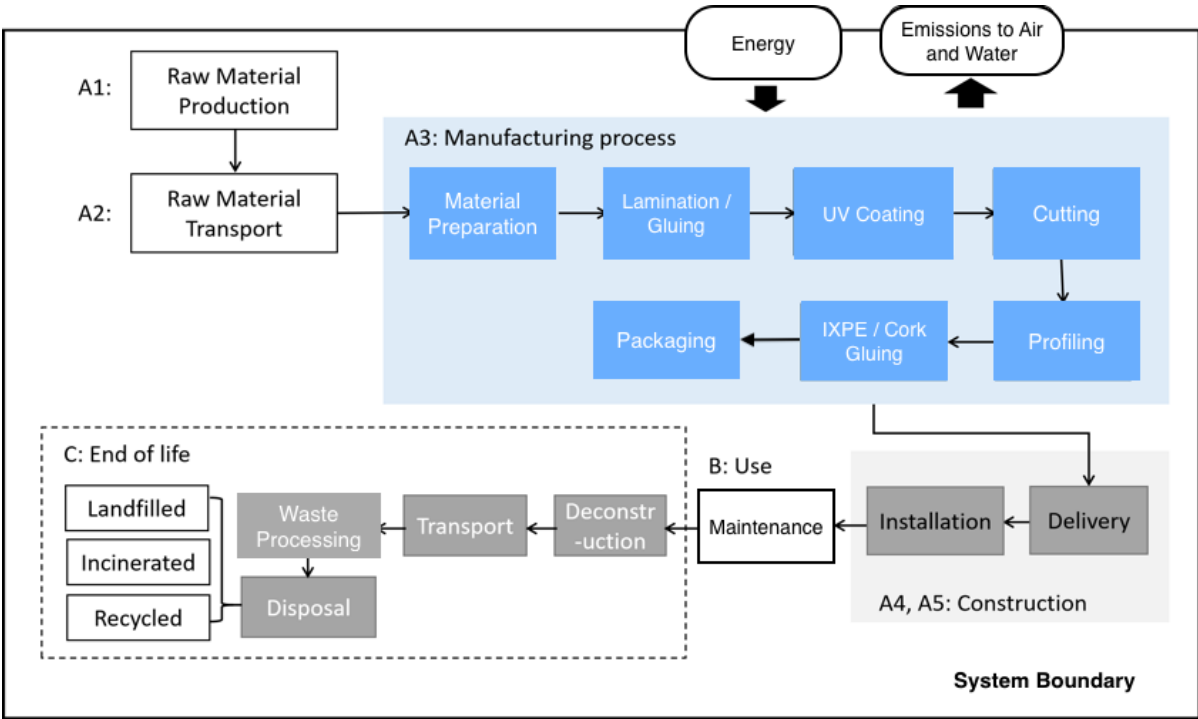 Energy
Emissions to Air
and Water
A1:
Raw Material
Production
A3: Manufacturing process
A2:
Raw Material
Transport
Material
Preparation
Lamination /
Gluing
UV Coating
Cutting
Packaging
IXPE / Cork
Gluing
Profiling
C: End of life
Landfilled
Incinerated
Recycled
Waste
Processing
Disposal
Transport
Deconstr
-uction
B: Use
Maintenance
Installation
Delivery
A4, A5: Construction
System Boundary